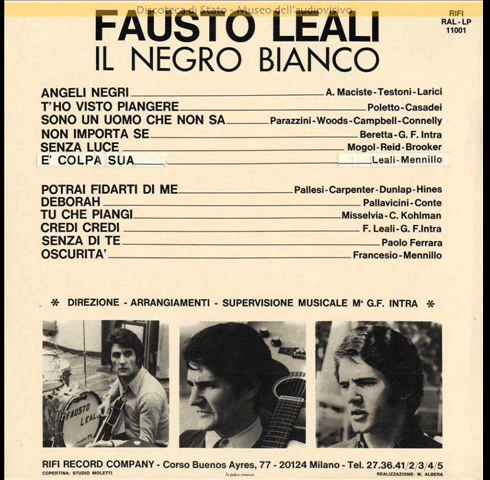 Discoteca di Stato - Museo dell'audiovisivo
FAUSTO LEALI
IL NEGRO BIANCO
RIFI
RAL-LP
11001
ANGELI NEGRI A. Maciste-Testoni-Larici
T'HO VISTO PIANGERE Poletto-Casadei
SONO UN UOMO CHE NON SA Parazzini-Woods-Campbell-Connelly
NON IMPORTA SE Beretta-G. F. Intra
SENZA LUCE Mogol-Reid-Brooker
E' COLPA SUA Leali-Mennillo
POTRAI FIDARTI DI ME Pallesi-Carpenter-Dunlap-Hines
DEBORAH Pallavicini-Conte
TU CHE PIANGI Misselvia-C. Kohlman
CREDI CREDI F. Leali-G. F. Intra
SENZA DI TE Paolo Ferrara
OSCURITA' Francesio-Mennillo
* DIREZIONE - ARRANGIAMENTI - SUPERVISIONE MUSICALE M° G.F. INTRA *
FAUSTO
LEALI
RIFI RECORD COMPANY - Corso Buenos Ayres, 77 - 20124 Milano - Tel. 27.36.41/2/3/4/5
COPERTINA: STUDIO MOLETTI REALIZZAZIONE: M. ALBERA